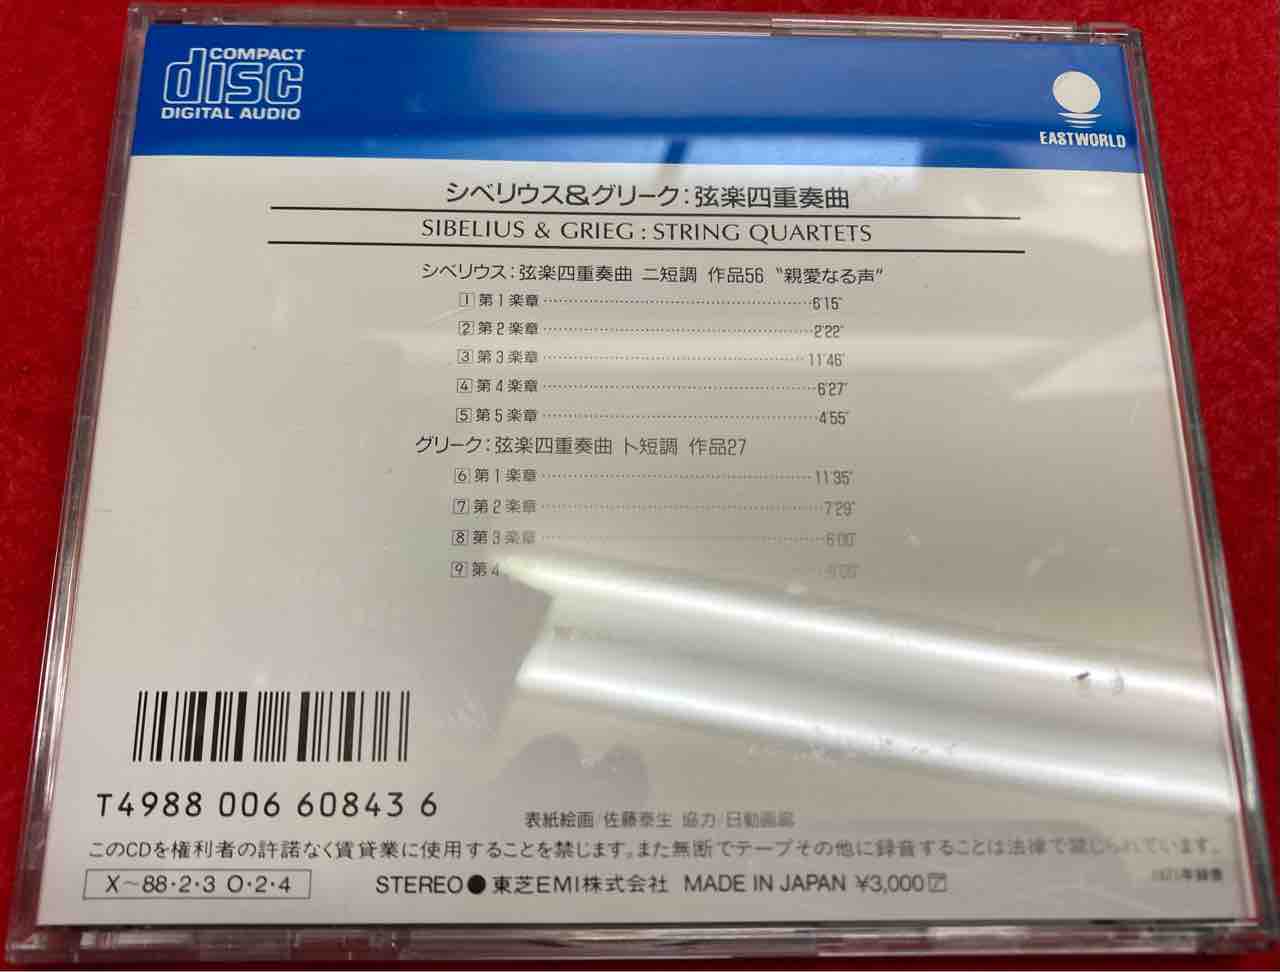 COMPACT
disc
DIGITAL AUDIO
EASTWORLD
シベリウス&グリーク:弦楽四重奏曲
SIBELIUS & GRIEG : STRING QUARTETS
シベリウス:弦楽四重奏曲 ニ短調 作品56 〝親愛なる声〟
1 第1楽章 6'15"
2 第2楽章 2'22"
3 第3楽章 11'46"
4 第4楽章 6'27"
5 第5楽章 4'55"
グリーク:弦楽四重奏曲 ト短調 作品27
6 第1楽章 11'35"
7 第2楽章 7'29"
8 第3楽章 6'00"
9 第4
T4988 006 60843 6
表紙絵画/佐藤泰生 協力/日動画廊
このCDを権利者の許諾なく賃貸業に使用することを禁じます。また無断でテープその他に録音することは法律で禁じられています。
X~88・2・3 O・2・4
STEREO● 東芝EMI株式会社 MADE IN JAPAN ¥3,000